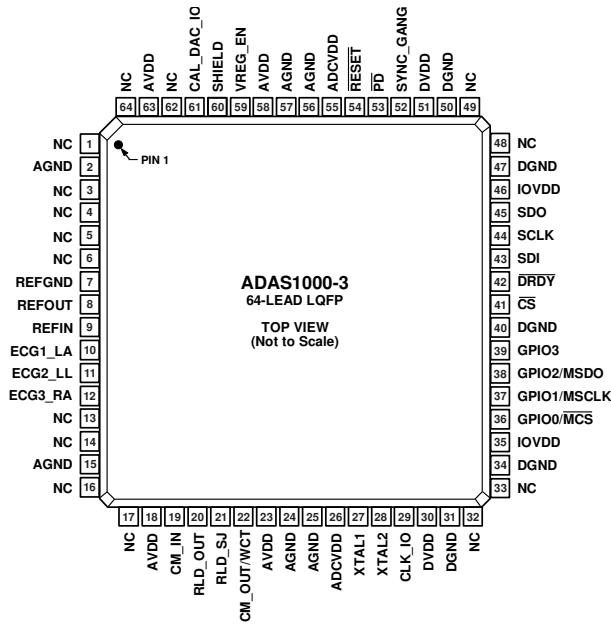 NC
AVDD
NC
CAL_DAC_IO
SHIELD
VREG_EN
AVDD
AGND
AGND
ADCVDD
RESET
PD
SYNC_GANG
DVDD
DGND
NC
64 63 62 61 60 59 58 57 56 55 54 53 52 51 50 49
PIN 1
NC 1
AGND 2
NC 3
NC 4
NC 5
NC 6
REFGND 7
REFOUT 8
REFIN 9
ECG1_LA 10
ECG2_LL 11
ECG3_RA 12
NC 13
NC 14
AGND 15
NC 16
ADAS1000-3
64-LEAD LQFP
TOP VIEW
(Not to Scale)
48 NC
47 DGND
46 IOVDD
45 SDO
44 SCLK
43 SDI
42 DRDY
41 CS
40 DGND
39 GPIO3
38 GPIO2/MSDO
37 GPIO1/MSCLK
36 GPIO0/MCS
35 IOVDD
34 DGND
33 NC
17 18 19 20 21 22 23 24 25 26 27 28 29 30 31 32
NC
AVDD
CM_IN
RLD_OUT
RLD_SJ
CM_OUT/WCT
AVDD
AGND
AGND
ADCVDD
XTAL1
XTAL2
CLK_IO
DVDD
DGND
NC